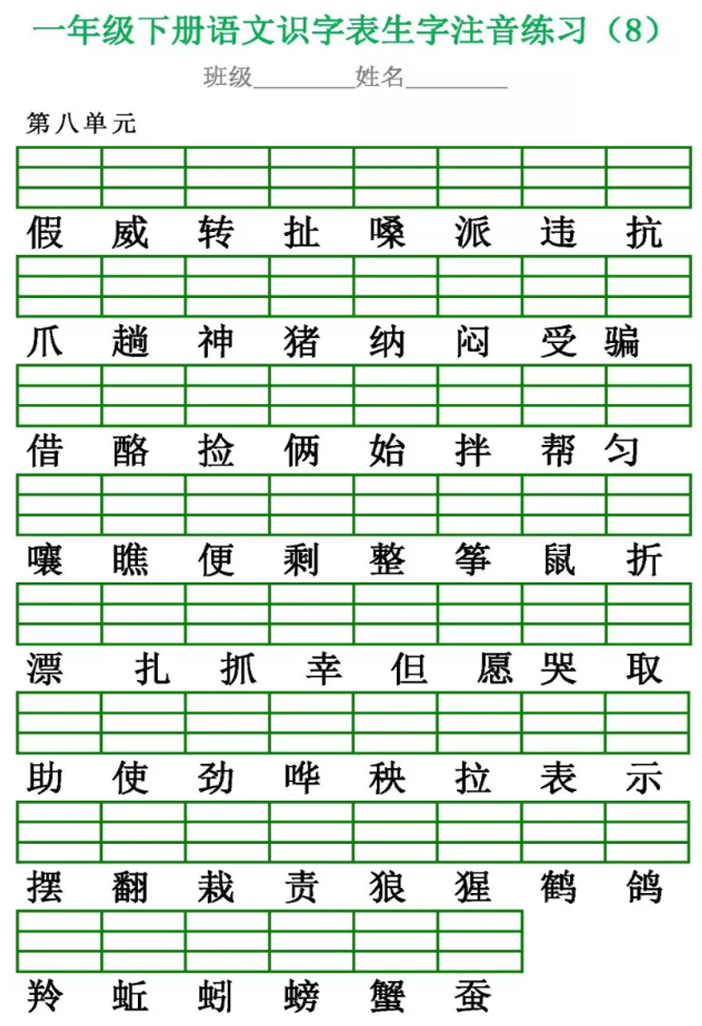 一年级下册语文识字表生字注音练习（8）
班级________姓名________
第八单元
假 威 转 扯 嗓 派 违 抗
爪 趟 神 猪 纳 闷 受 骗
借 酪 捡 俩 始 拌 帮 匀
嚷 瞧 便 剩 整 筝 鼠 折
漂 扎 抓 幸 但 愿 哭 取
助 使 劲 哗 秧 拉 表 示
摆 翻 栽 责 狼 猩 鹤 鸽
羚 蚯 蚓 螃 蟹 蚕